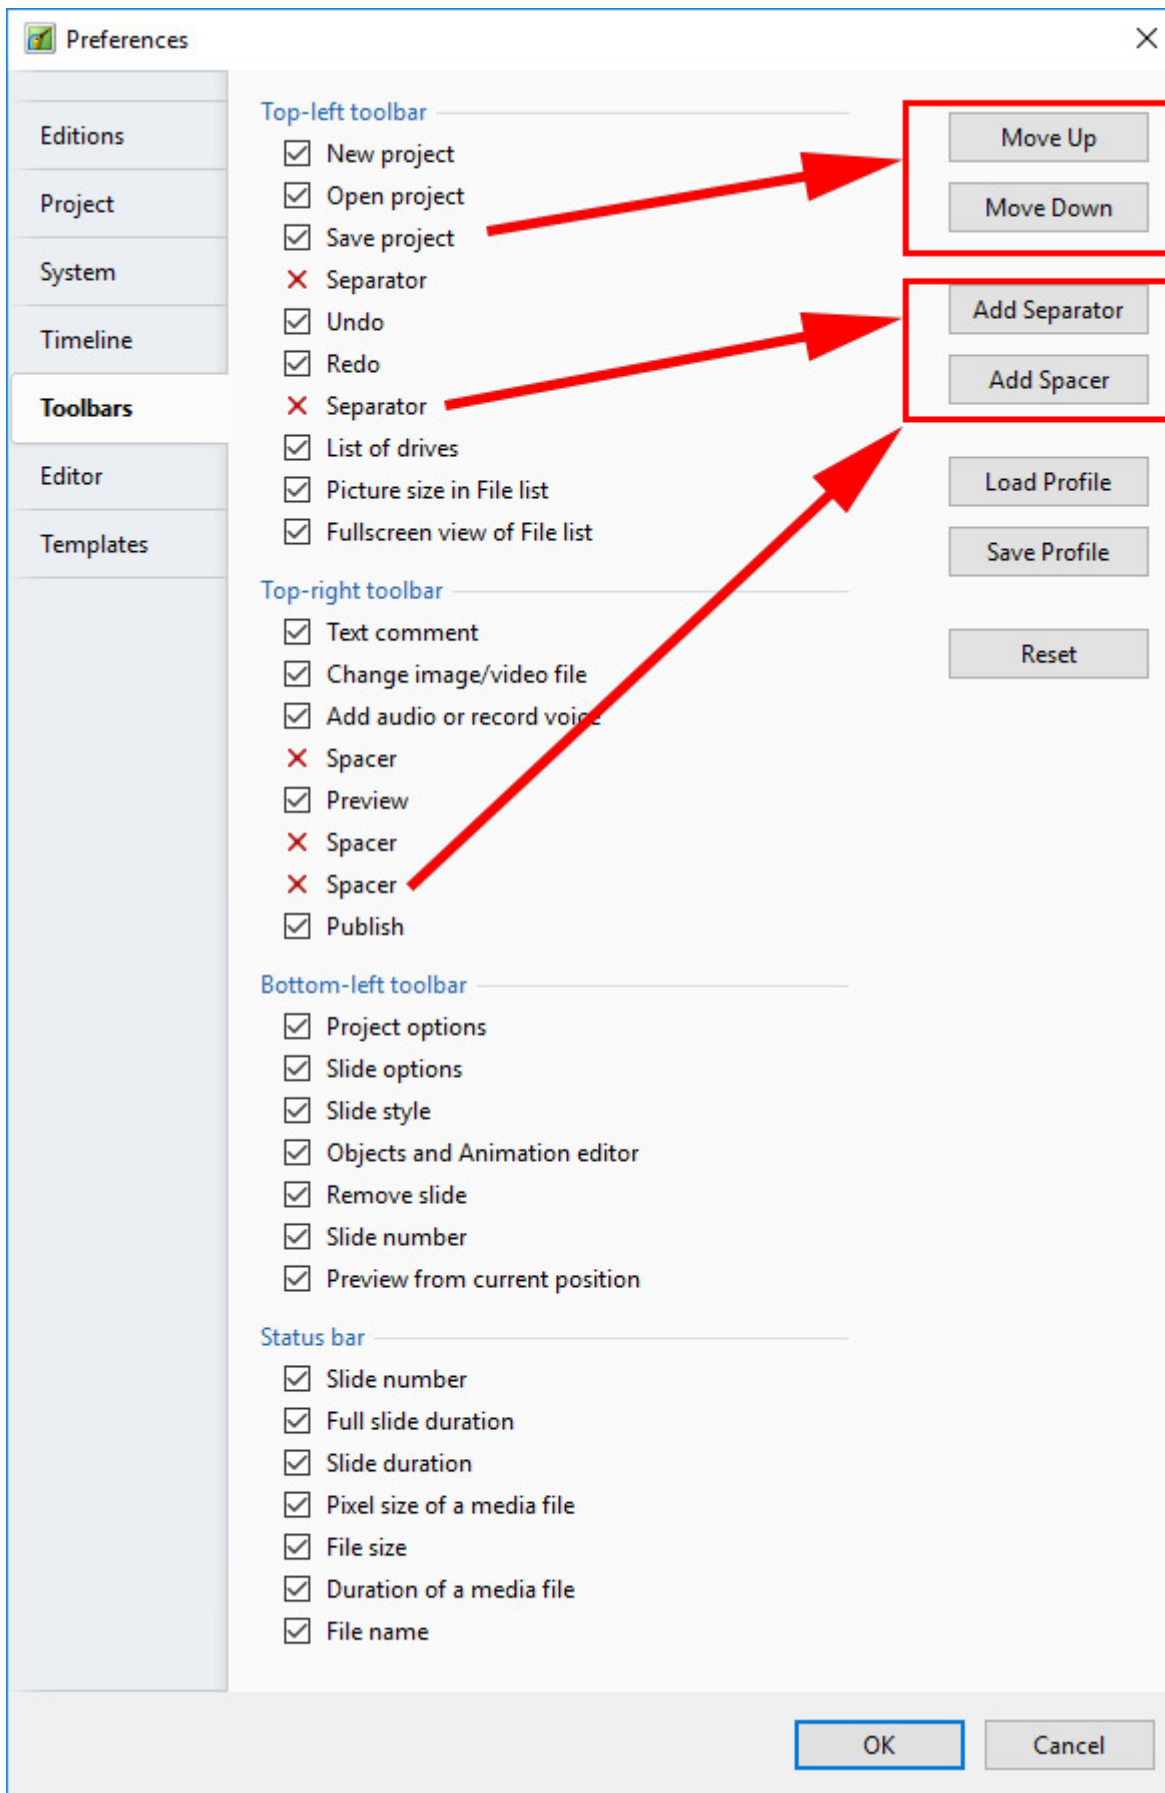 Preferences
Editions
Project
System
Timeline
Toolbars
Editor
Templates
Top-left toolbar
New project
Open project
Save project
Separator
Undo
Redo
Separator
List of drives
Picture size in File list
Fullscreen view of File list
Top-right toolbar
Text comment
Change image/video file
Add audio or record voice
Spacer
Preview
Spacer
Spacer
Publish
Bottom-left toolbar
Project options
Slide options
Slide style
Objects and Animation editor
Remove slide
Slide number
Preview from current position
Status bar
Slide number
Full slide duration
Slide duration
Pixel size of a media file
File size
Duration of a media file
File name
Move Up
Move Down
Add Separator
Add Spacer
Load Profile
Save Profile
Reset
OK
Cancel